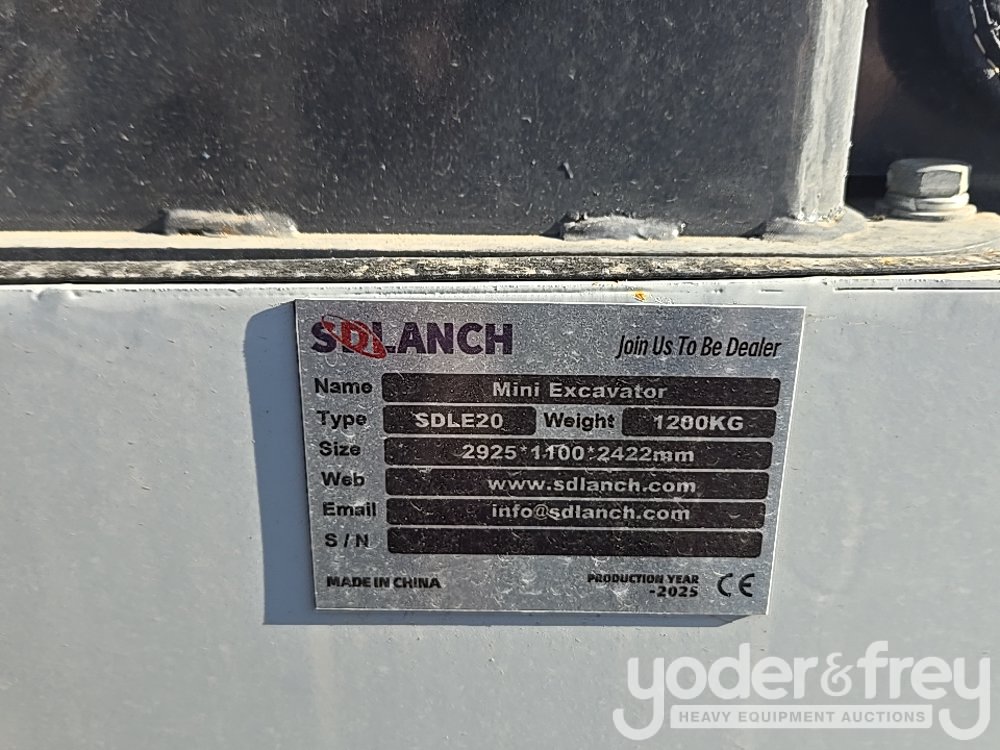 SDLANCH Join Us To Be Dealer
Name Mini Excavator
Type SDLE20 Weight 1200KG
Size 2925*1100*2422mm
Web www.sdlanch.com
Email info@sdlanch.com
S/N
MADE IN CHINA PRODUCTION YEAR CE
-2025
yoder&frey
HEAVY EQUIPMENT AUCTIONS